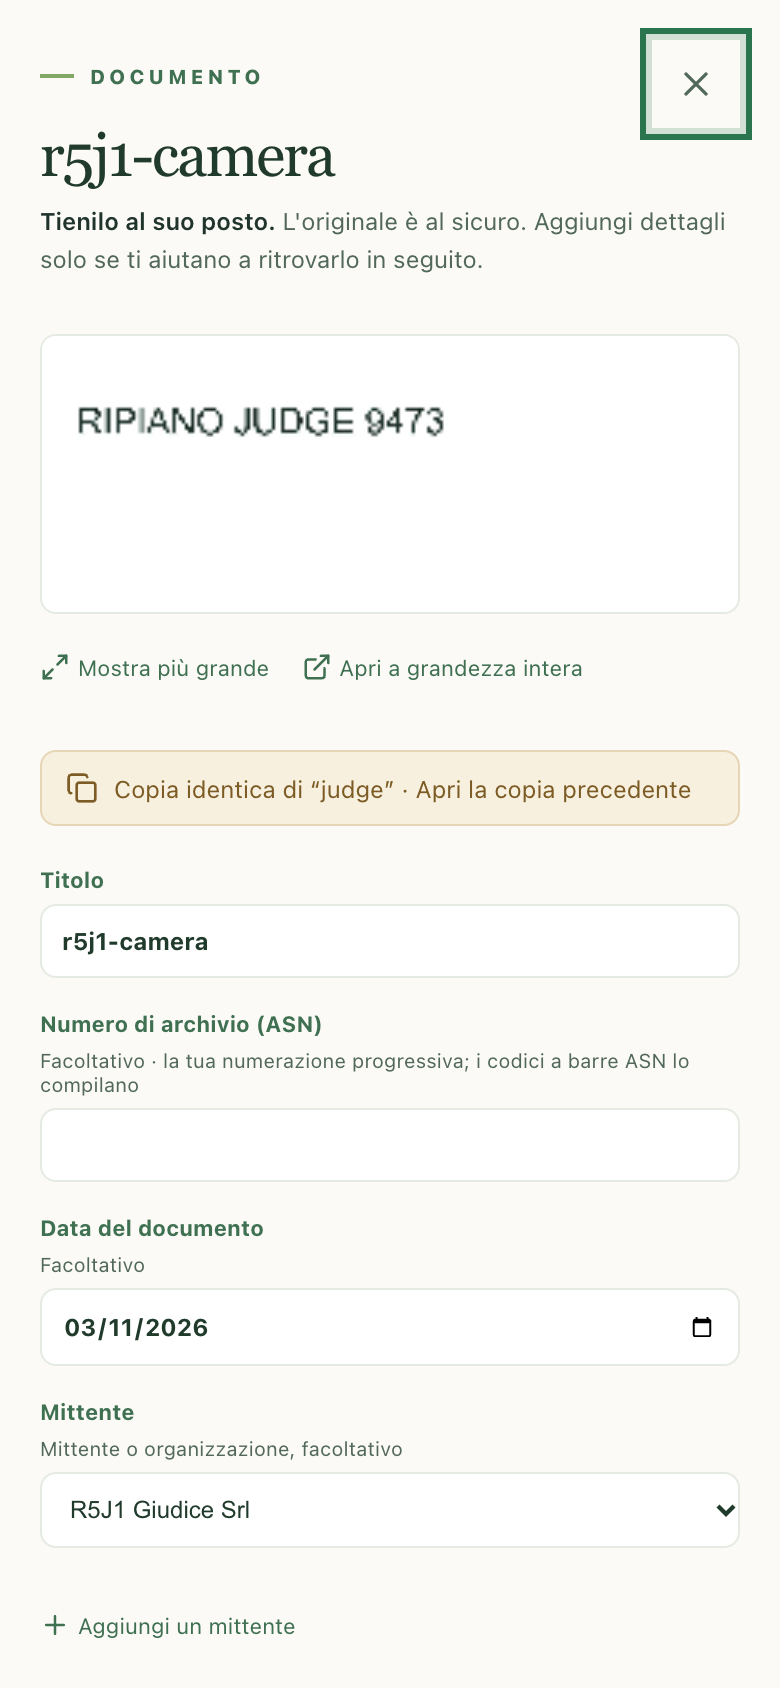 DOCUMENTO
r5j1-camera
Tienilo al suo posto. L'originale è al sicuro. Aggiungi dettagli
solo se ti aiutano a ritrovarlo in seguito.
RIPIANO JUDGE 9473
Mostra più grande
Apri a grandezza intera
Copia identica di “judge” · Apri la copia precedente
Titolo
r5j1-camera
Numero di archivio (ASN)
Facoltativo · la tua numerazione progressiva; i codici a barre ASN lo
compilano
Data del documento
Facoltativo
03/11/2026
Mittente
Mittente o organizzazione, facoltativo
R5J1 Giudice Srl
Aggiungi un mittente